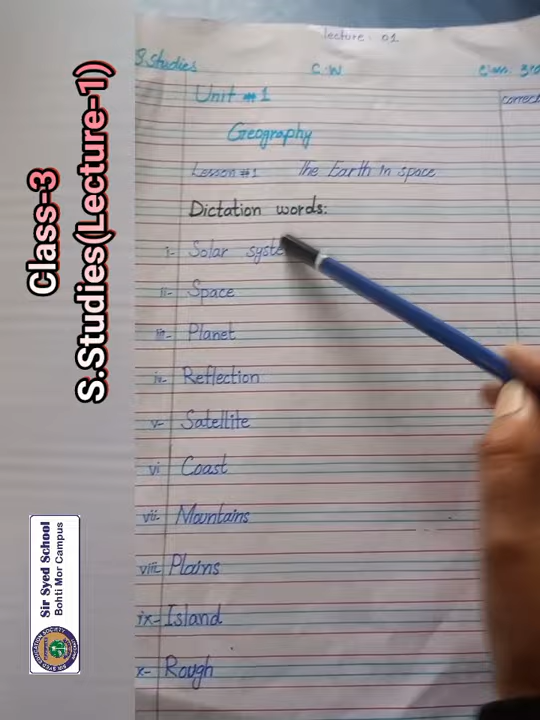 Class-3
S.Studies(Lecture-1)
Sir Syed School
Bohti Mor Campus
lecture: 01
S.Studies C.W
Unit #1
Geography
Lesson #1 The Earth in space
Dictation words:
i- Solar
ii- Space
iii- Planet
iv- Reflection
v- Satellite
vi Coast
vii- Mountains
viii- Plains
ix- Island
x- Rough